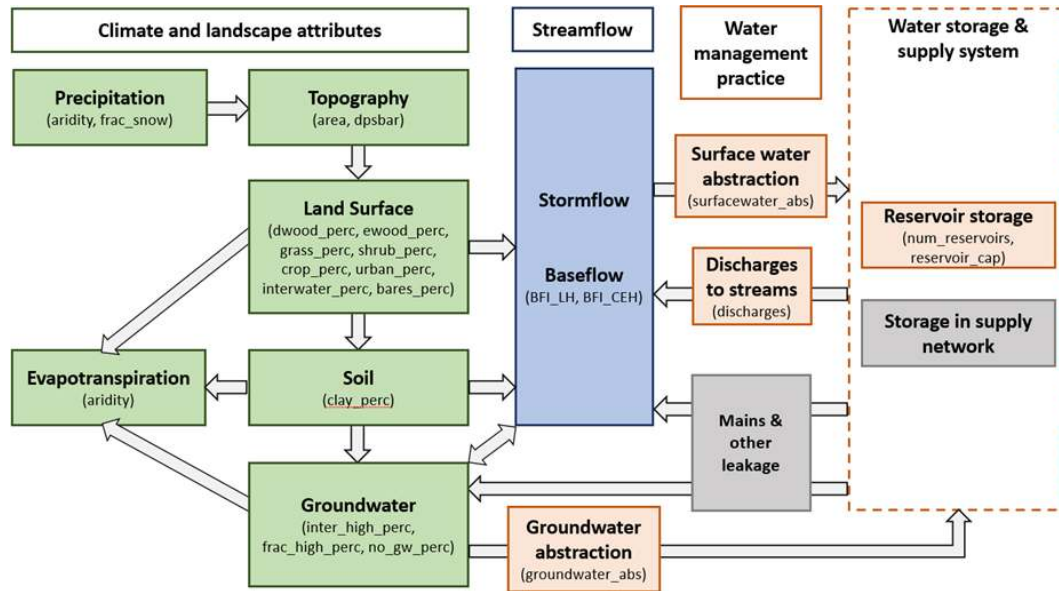 Climate and landscape attributes
Streamflow
Water
management
practice
Water storage &
supply system
Precipitation
(aridity, frac_snow)
Topography
(area, dpsbar)
Land Surface
(dwood_perc, ewood_perc,
grass_perc, shrub_perc,
crop_perc, urban_perc,
interwater_perc, bares_perc)
Evapotranspiration
(aridity)
Soil
(clay_perc)
Groundwater
(inter_high_perc,
frac_high_perc, no_gw_perc)
Stormflow
Baseflow
(BFI_LH, BFI_CEH)
Surface water
abstraction
(surfacewater_abs)
Discharges
to streams
(discharges)
Mains &
other
leakage
Groundwater
abstraction
(groundwater_abs)
Reservoir storage
(num_reservoirs,
reservoir_cap)
Storage in supply
network